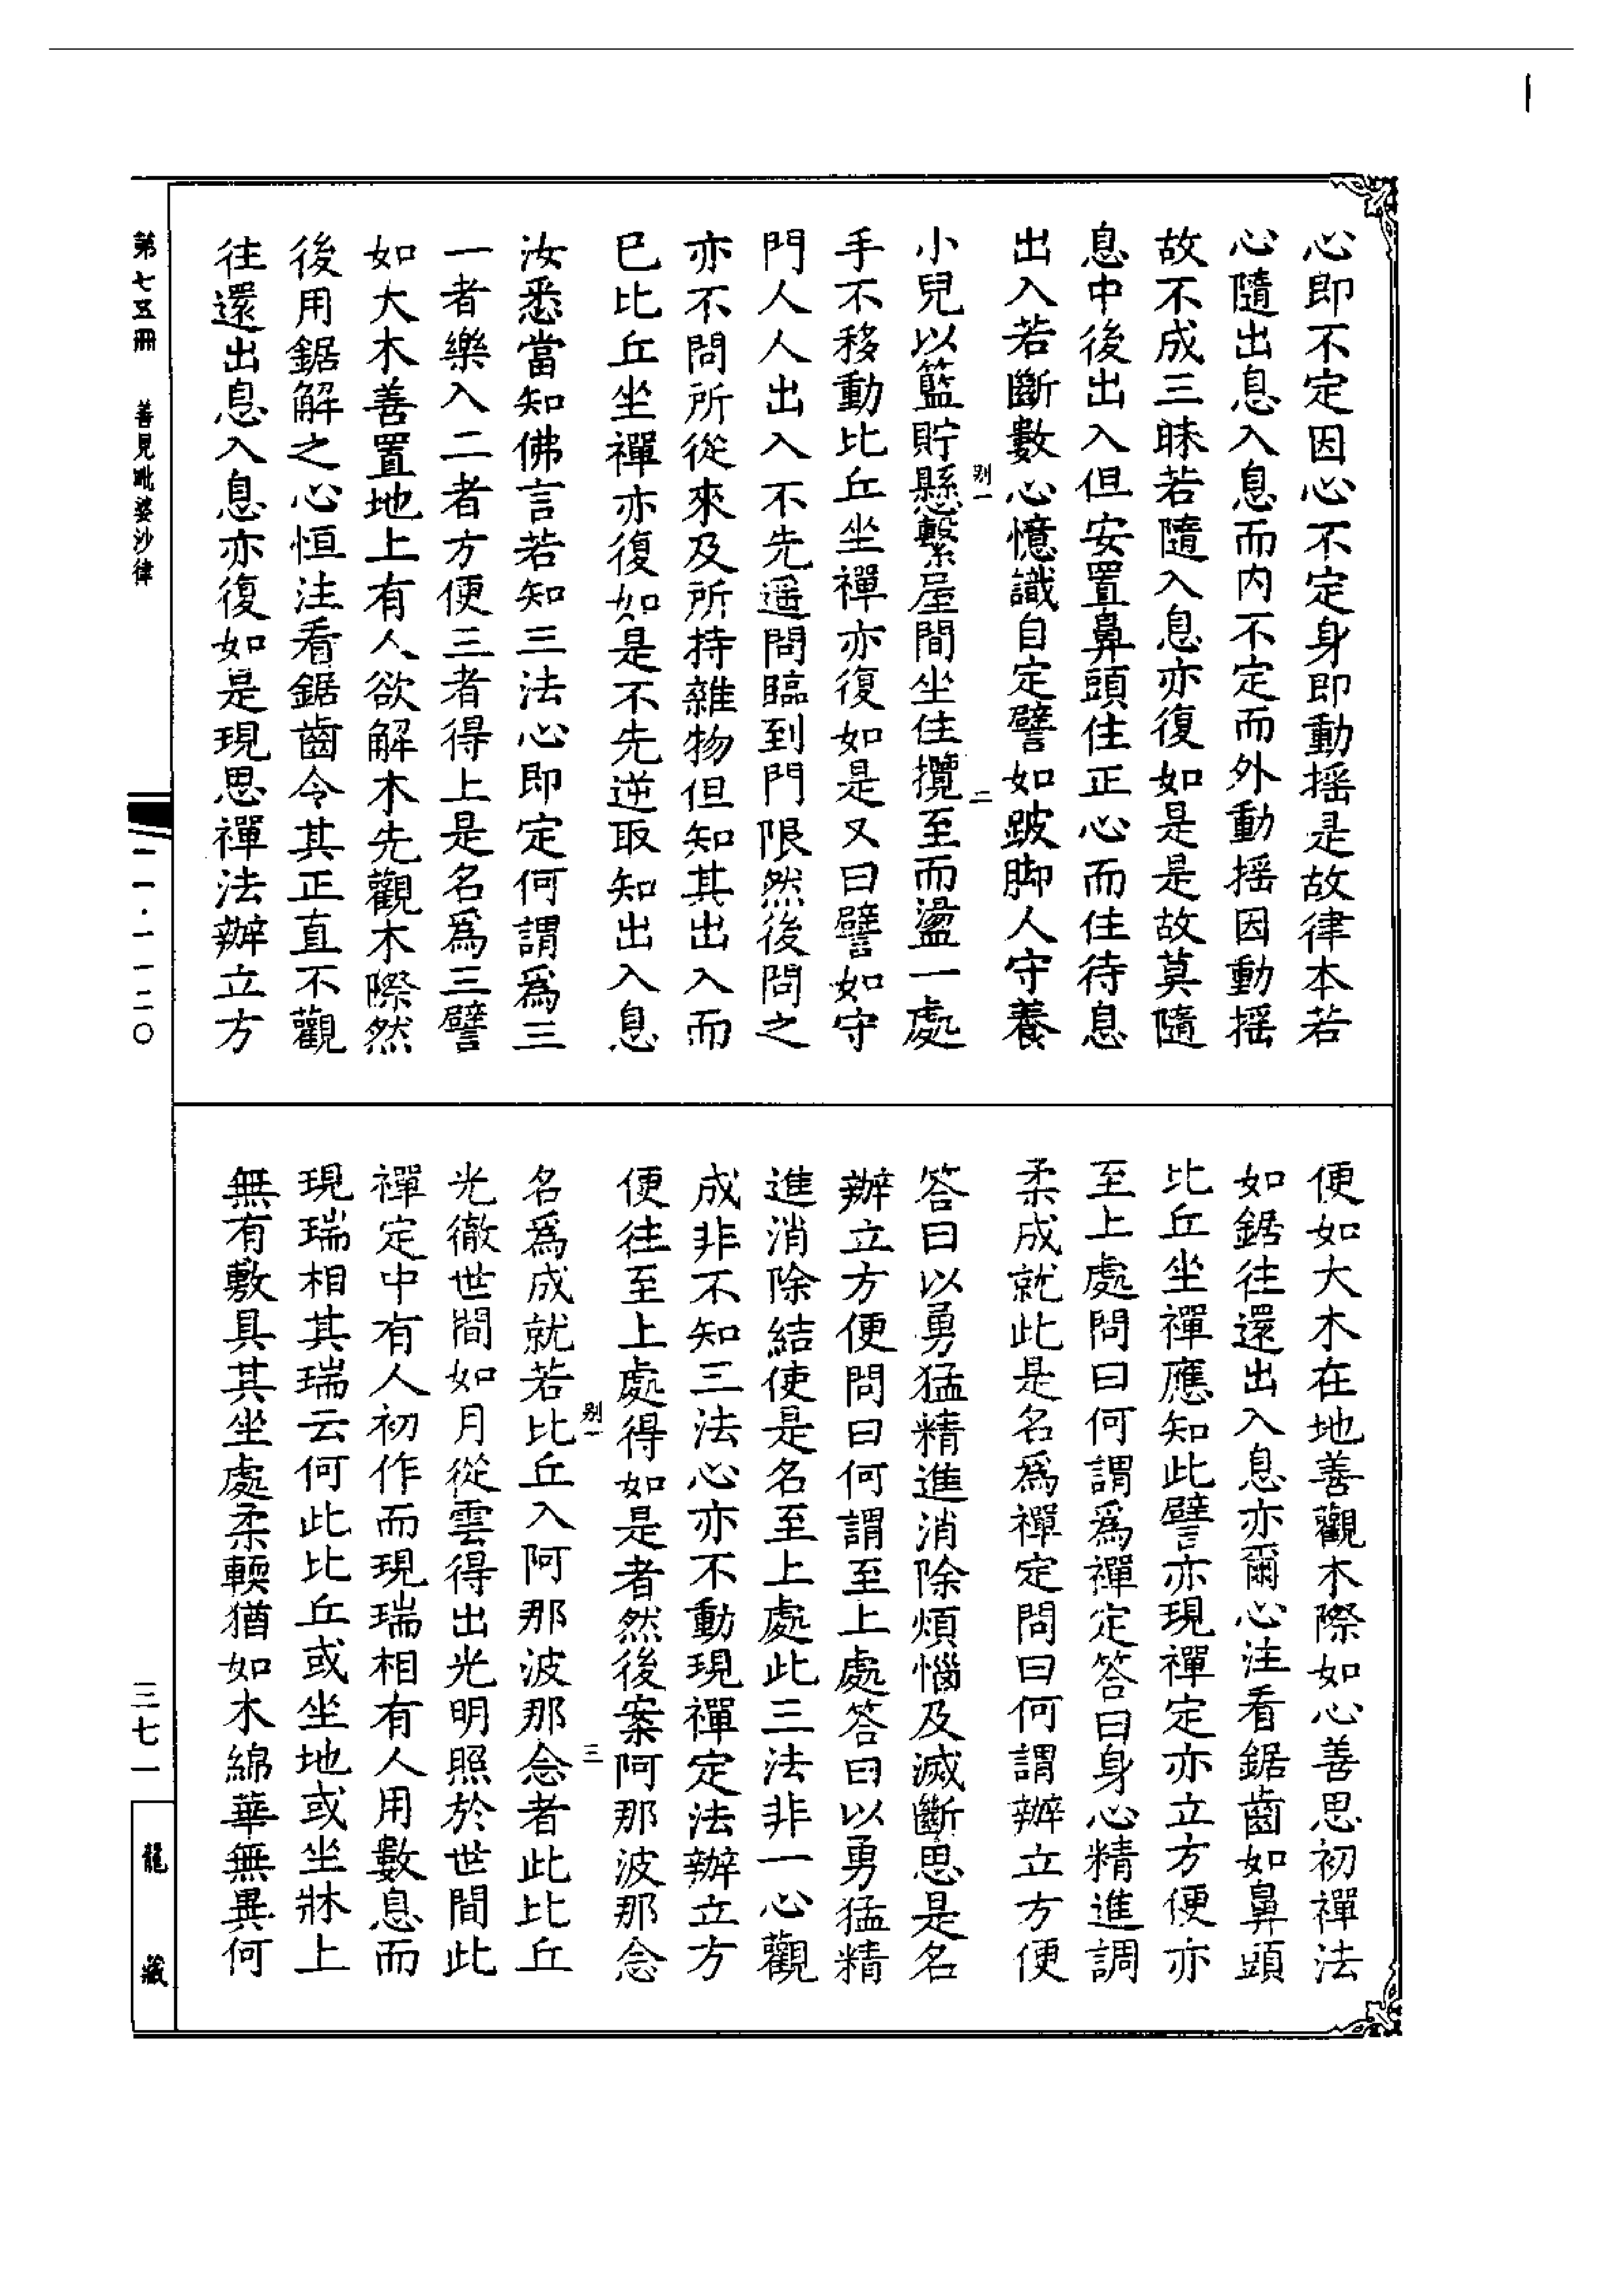 心即不定因心不定身即動搖是故律本若
心隨出息入息而内不定而外動搖因動搖
故不成三昧若隨入息亦復如是是故莫隨
息中後出入但安置鼻頭住正心而住待息
出入若斷數心憶識自定譬如跛脚人守養
别一 二
小兒以籃貯懸繫屋間坐住攬至而盪一處
手不移動比丘坐禪亦復如是又曰譬如守
門人人出入不先遥問臨到門限然後問之
亦不問所從來及所持雜物但知其出入而
已比丘坐禪亦復如是不先逆取知出入息
汝悉當知佛言若知三法心即定何謂爲三
一者樂入二者方便三者得上是名爲三譬
如大木善置地上有人欲解木先觀木際然
後用鋸解之心恒注看鋸齒令其正直不觀
往還出息入息亦復如是現思禪法辦立方
便如大木在地善觀木際如心善思初禪法
如鋸往還出入息亦爾心注看鋸齒如鼻頭
比丘坐禪應知此譬亦現禪定亦立方便亦
至上處問曰何謂爲禪定答曰身心精進調
柔成就此是名爲禪定問曰何謂辦立方便
答曰以勇猛精進消除煩惱及滅斷思是名
辦立方便問曰何謂至上處答曰以勇猛精
進消除結使是名至上處此三法非一心觀
成非不知三法心亦不動現禪定法辦立方
便往至上處得如是者然後案阿那波那念
别一 三
名爲成就若比丘入阿那波那念者此比丘
光徹世間如月從雲得出光明照於世間此
禪定中有人初作而現瑞相有人用數息而
現瑞相其瑞云何此比丘或坐地或坐牀上
無有敷具其坐處柔輭猶如木綿華無異何
第七五冊 善見毗婆沙律
一一·一一二〇
三七一
龍藏